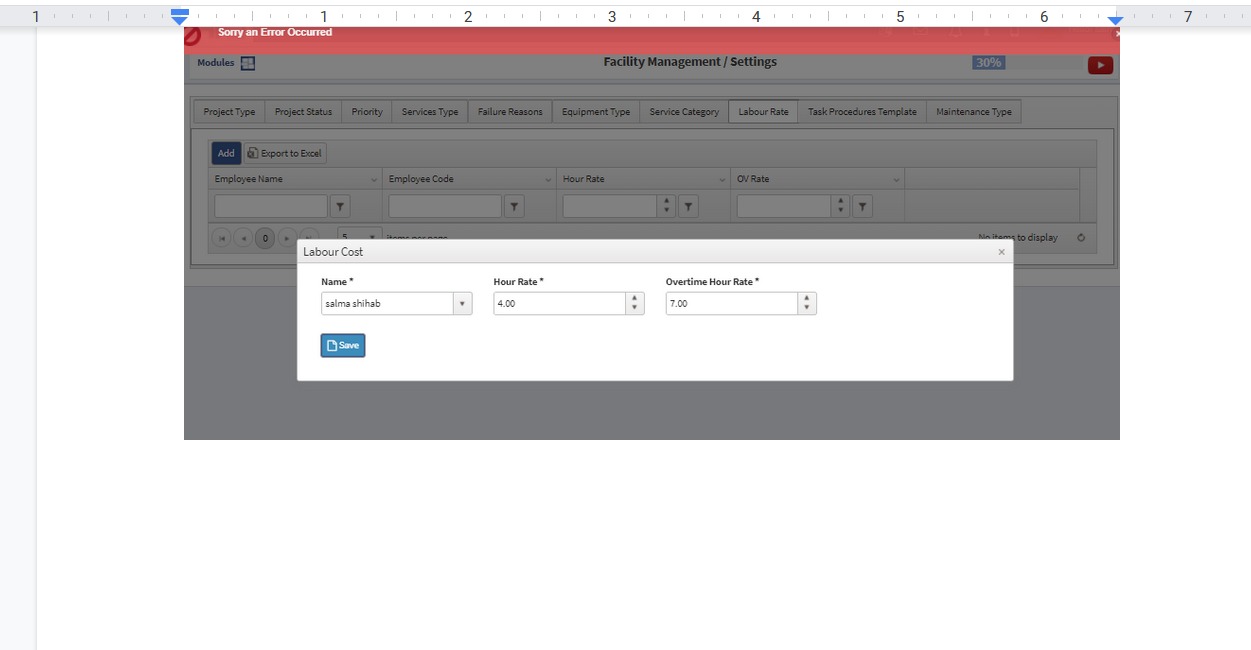 1 1 2 3 4 5 6 7
Sorry an Error Occurred
Modules Facility Management / Settings 30%
Project Type Project Status Priority Services Type Failure Reasons Equipment Type Service Category Labour Rate Task Procedures Template Maintenance Type
Add Export to Excel
Employee Name Employee Code Hour Rate OV Rate
0 5 items per page No items to display
Labour Cost
Name * Hour Rate * Overtime Hour Rate *
salma shihab 4.00 7.00
Save